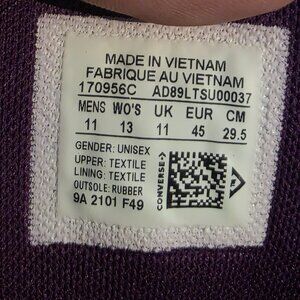 MADE IN VIETNAM
FABRIQUE AU VIETNAM
170956C AD89LTSU00037
MENS WO'S UK EUR CM
11 13 11 45 29.5
GENDER: UNISEX
UPPER: TEXTILE
LINING: TEXTILE
OUTSOLE: RUBBER
9A 2101 F49
CONVERSE